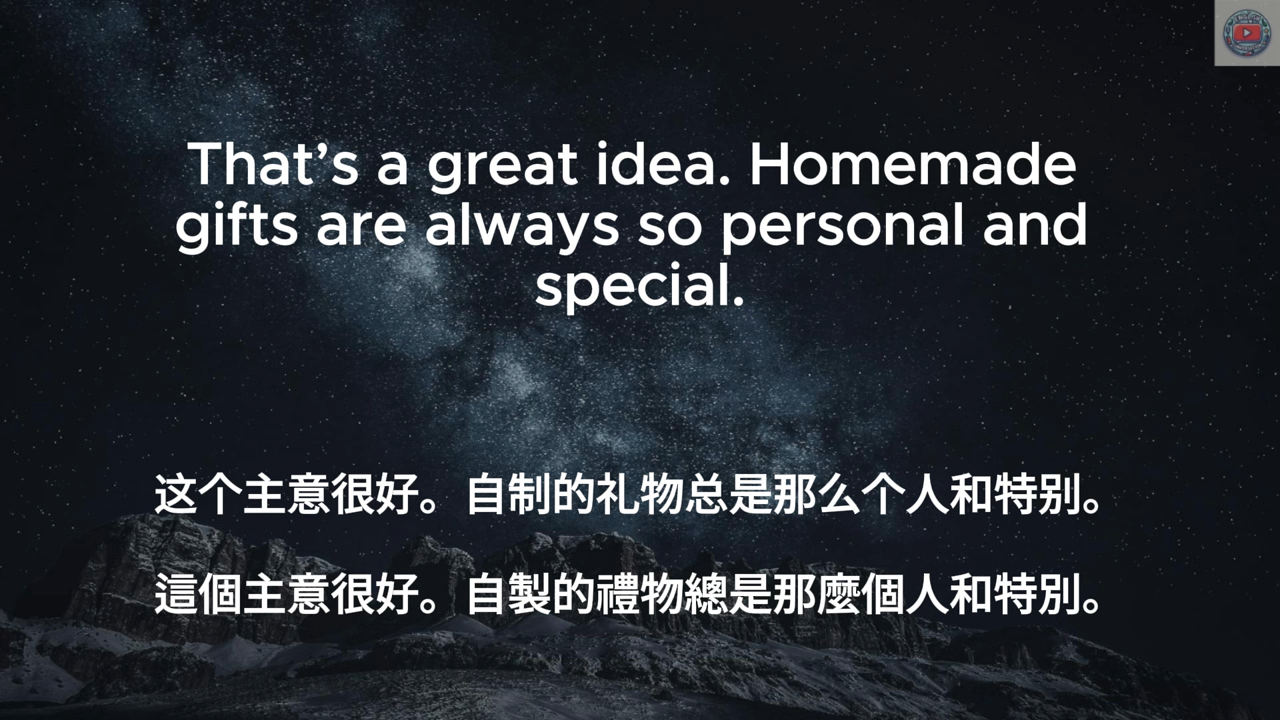 That’s a great idea. Homemade
gifts are always so personal and
special.
这个主意很好。自制的礼物总是那么个人和特别。
這個主意很好。自製的禮物總是那麼個人和特別。